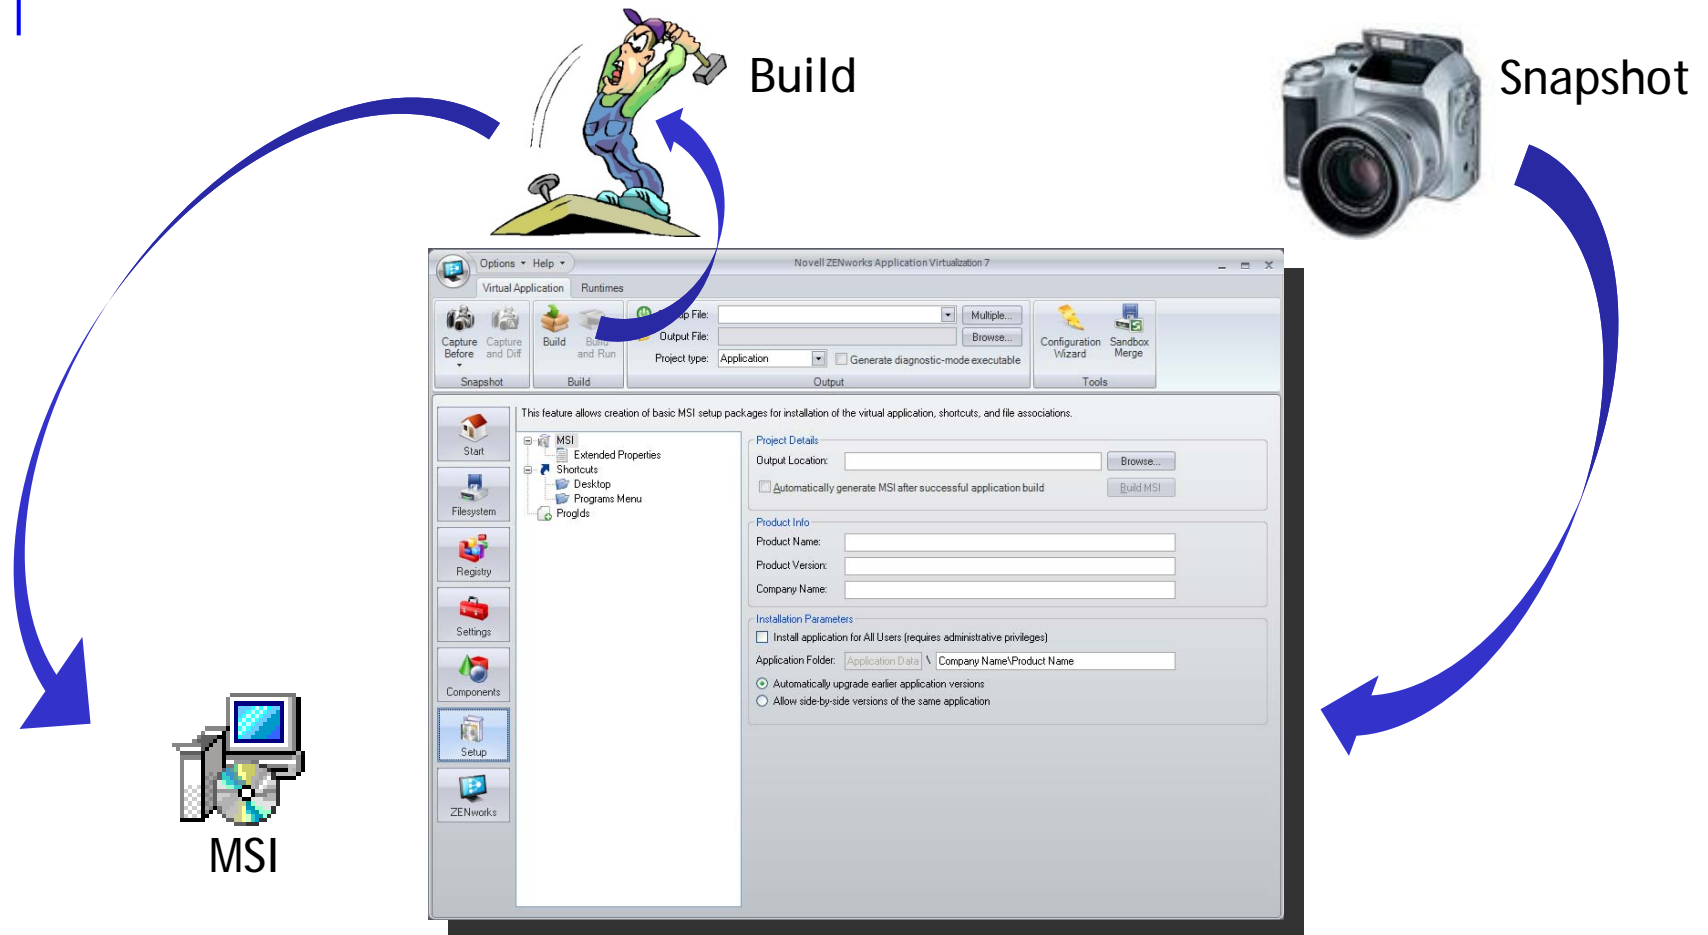 Build
Snapshot
Options Help
Novell ZENworks Application Virtualization 7
Virtual Application Runtimes
Capture Before
Capture and Diff
Snapshot
Build
and Run
Build
File:
Multiple...
Output File:
Browse...
Project type: Application
Generate diagnostic-mode executable
Output
Configuration Wizard
Sandbox Merge
Tools
This feature allows creation of basic MSI setup packages for installation of the virtual application, shortcuts, and file associations.
Start
Filesystem
Registry
Settings
Components
Setup
ZENworks
MSI
Extended Properties
Shortcuts
Desktop
Programs Menu
ProgIds
Project Details
Output Location:
Browse...
Automatically generate MSI after successful application build
Build MSI
Product Info
Product Name:
Product Version:
Company Name:
Installation Parameters
Install application for All Users (requires administrative privileges)
Application Folder: Application Data \ Company Name\Product Name
Automatically upgrade earlier application versions
Allow side-by-side versions of the same application
MSI